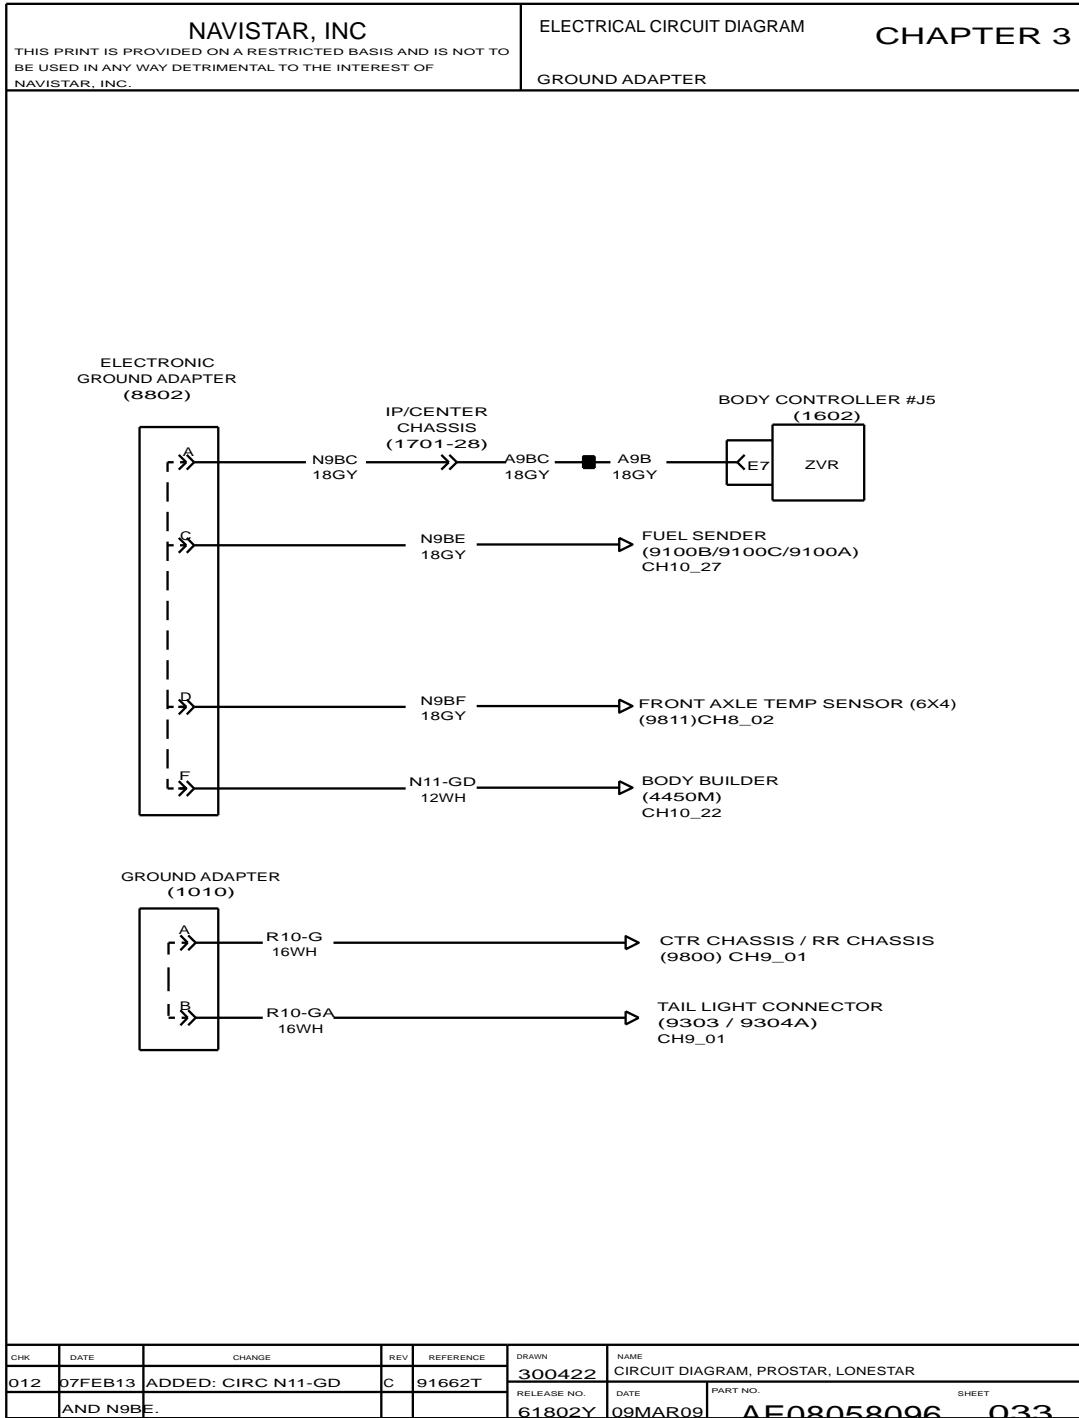 NAVISTAR, INC
THIS PRINT IS PROVIDED ON A RESTRICTED BASIS AND IS NOT TO
BE USED IN ANY WAY DETRIMENTAL TO THE INTEREST OF
NAVISTAR, INC.
ELECTRICAL CIRCUIT DIAGRAM
CHAPTER 3
GROUND ADAPTER
ELECTRONIC
GROUND ADAPTER
(8802)
IP/CENTER
CHASSIS
(1701-28)
BODY CONTROLLER #J5
(1602)
A
N9BC
18GY
A9BC
18GY
A9B
18GY
E7
ZVR
C
N9BE
18GY
FUEL SENDER
(9100B/9100C/9100A)
CH10_27
D
N9BF
18GY
FRONT AXLE TEMP SENSOR (6X4)
(9811)CH8_02
F
N11-GD
12WH
BODY BUILDER
(4450M)
CH10_22
GROUND ADAPTER
(1010)
A
R10-G
16WH
CTR CHASSIS / RR CHASSIS
(9800) CH9_01
B
R10-GA
16WH
TAIL LIGHT CONNECTOR
(9303 / 9304A)
CH9_01
CHK DATE CHANGE REV REFERENCE
012 07FEB13 ADDED: CIRC N11-GD C 91662T
AND N9BE.
DRAWN
300422
NAME
CIRCUIT DIAGRAM, PROSTAR, LONESTAR
RELEASE NO.
61802Y
DATE
09MAR09
PART NO.
AE08058096
SHEET
033